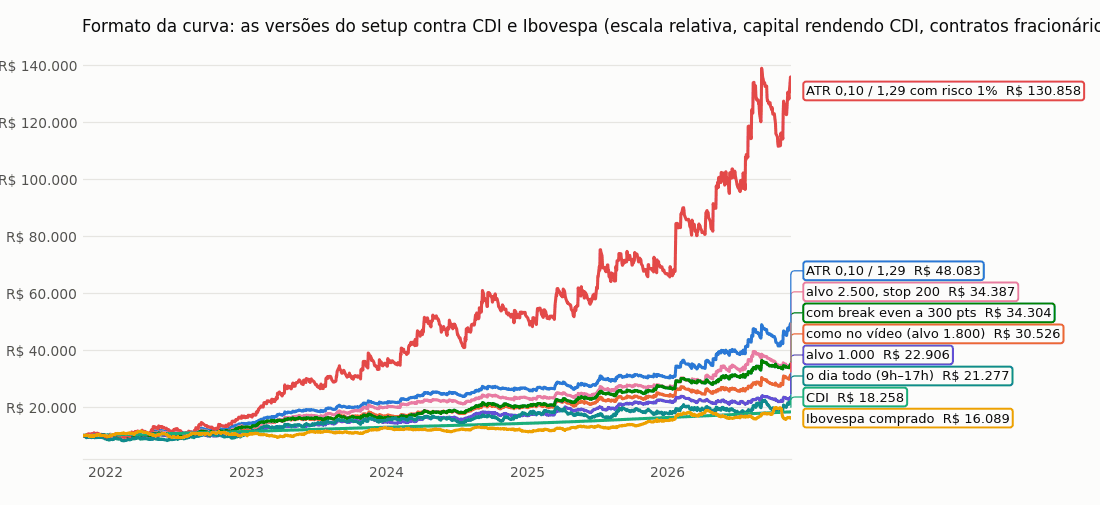 Formato da curva: as versões do setup contra CDI e Ibovespa (escala relativa, capital rendendo CDI, contratos fracionário
R$ 140.000
R$ 120.000
R$ 100.000
R$ 80.000
R$ 60.000
R$ 40.000
R$ 20.000
ATR 0,10 / 1,29 com risco 1% R$ 130.858
ATR 0,10 / 1,29 R$ 48.083
alvo 2.500, stop 200 R$ 34.387
com break even a 300 pts R$ 34.304
como no vídeo (alvo 1.800) R$ 30.526
alvo 1.000 R$ 22.906
o dia todo (9h–17h) R$ 21.277
CDI R$ 18.258
Ibovespa comprado R$ 16.089
2022 2023 2024 2025 2026